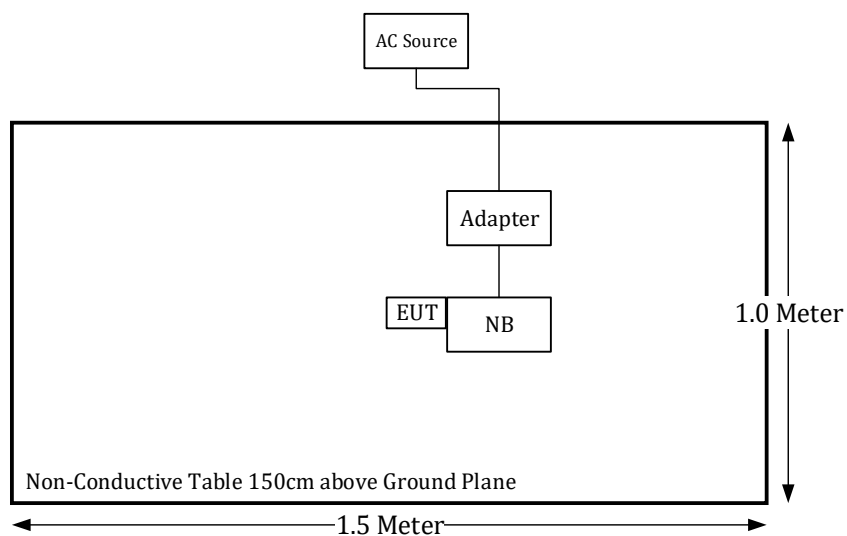 AC Source
Adapter
EUT
NB
1.0 Meter
Non-Conductive Table 150cm above Ground Plane
1.5 Meter